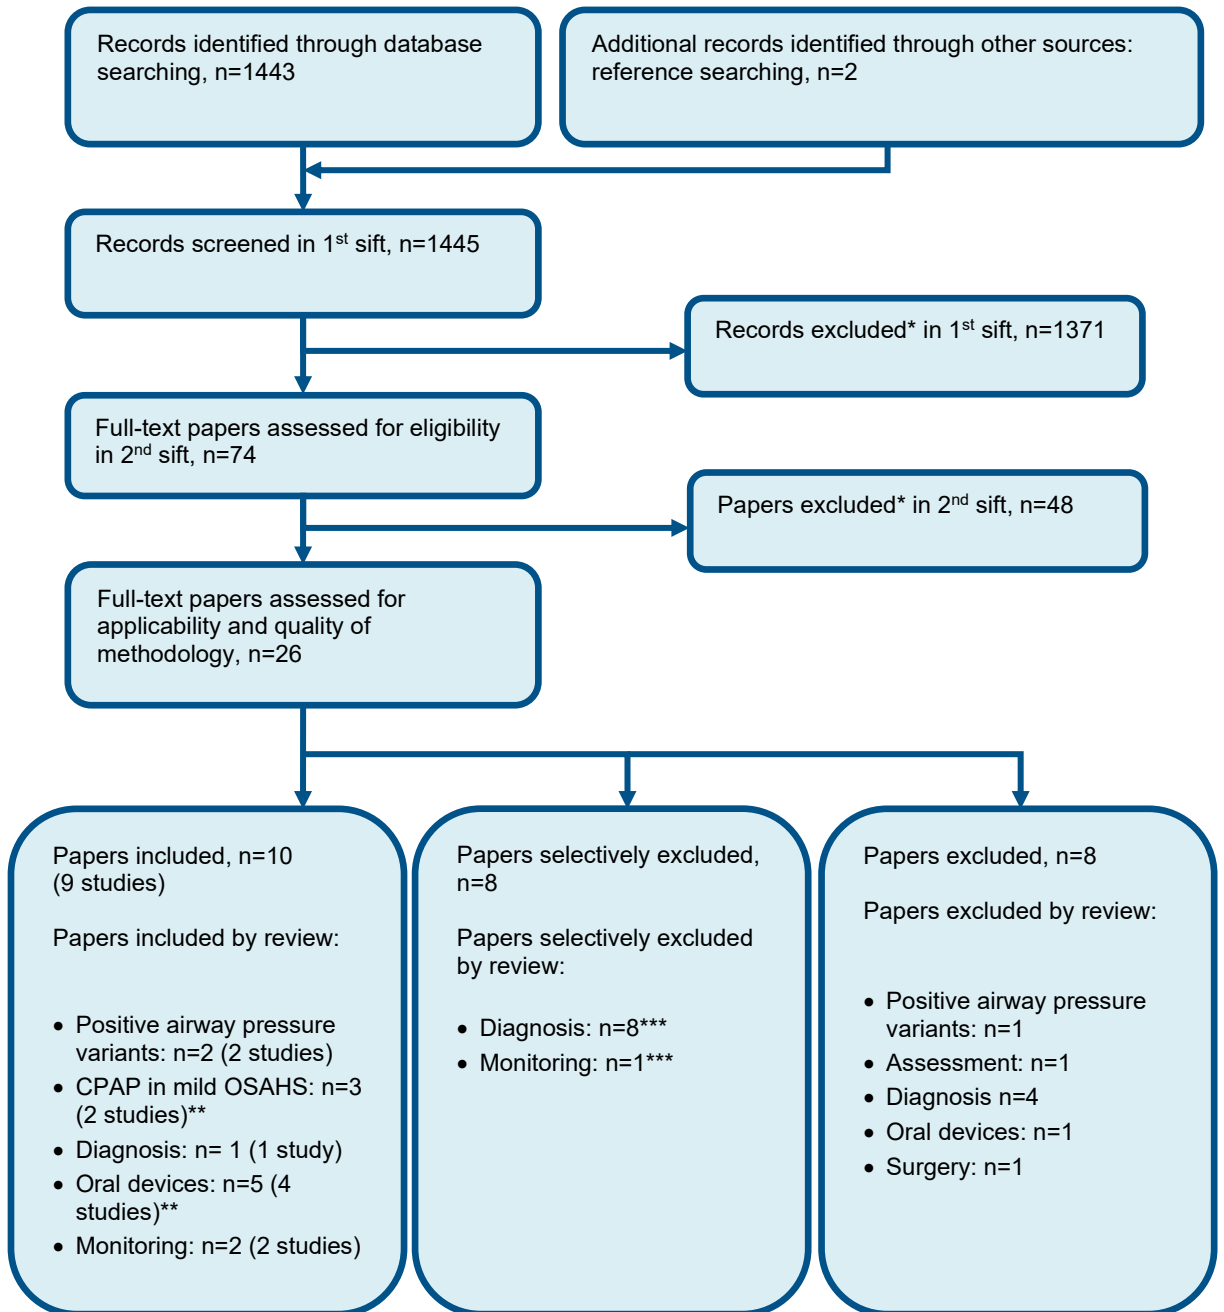 Records identified through database
searching, n=1443
Additional records identified through other sources:
reference searching, n=2
Records screened in 1st sift, n=1445
Records excluded* in 1st sift, n=1371
Full-text papers assessed for eligibility
in 2nd sift, n=74
Papers excluded* in 2nd sift, n=48
Full-text papers assessed for
applicability and quality of
methodology, n=26
Papers included, n=10
(9 studies)
Papers included by review:
• Positive airway pressure
variants: n=2 (2 studies)
• CPAP in mild OSAHS: n=3
(2 studies)**
• Diagnosis: n= 1 (1 study)
• Oral devices: n=5 (4
studies)**
• Monitoring: n=2 (2 studies)
Papers selectively excluded,
n=8
Papers selectively excluded
by review:
• Diagnosis: n=8***
• Monitoring: n=1***
Papers excluded, n=8
Papers excluded by review:
• Positive airway pressure
variants: n=1
• Assessment: n=1
• Diagnosis n=4
• Oral devices: n=1
• Surgery: n=1